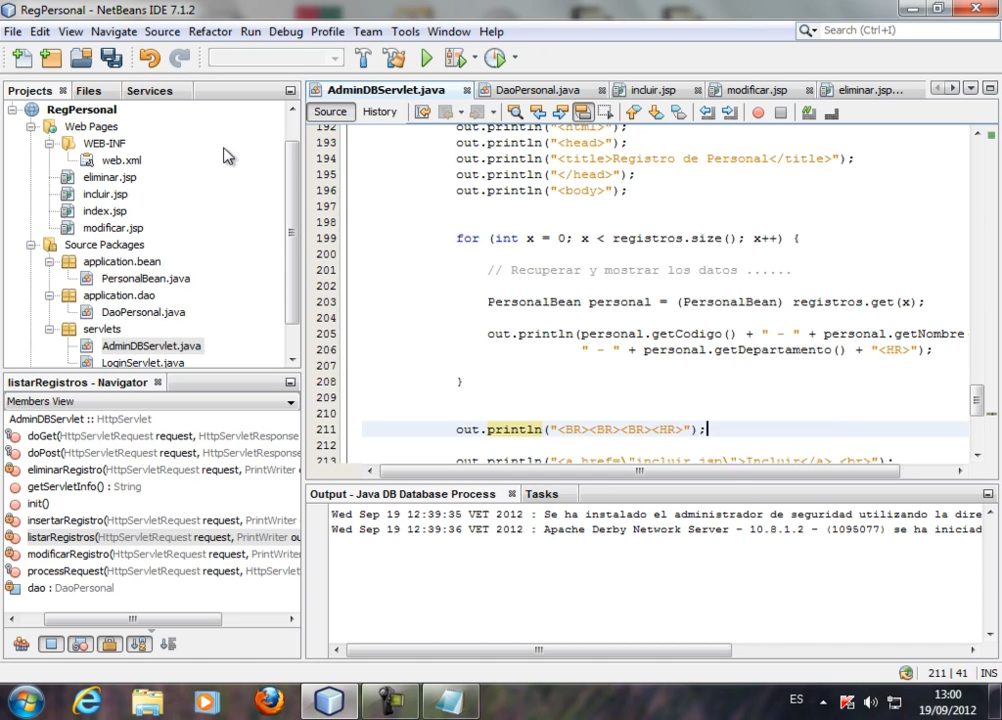 RegPersonal - NetBeans IDE 7.1.2
File Edit View Navigate Source Refactor Run Debug Profile Team Tools Window Help
Search (Ctrl+I)
Projects Files Services
RegPersonal
Web Pages
WEB-INF
web.xml
eliminar.jsp
incluir.jsp
index.jsp
modificar.jsp
Source Packages
application.bean
PersonalBean.java
application.dao
DaoPersonal.java
servlets
AdminDBServlet.java
LoginServlet.java
listarRegistros - Navigator
Members View
AdminDBServlet :: HttpServlet
doGet(HttpServletRequest request, HttpServletResponse
doPost(HttpServletRequest request, HttpServletResponse
eliminarRegistro(HttpServletRequest request, PrintWriter
getServletInfo() : String
init()
insertarRegistro(HttpServletRequest request, PrintWriter
listarRegistros(HttpServletRequest request, PrintWriter ou
modificarRegistro(HttpServletRequest request, PrintWriter
processRequest(HttpServletRequest request, HttpServlet
dao : DaoPersonal
AdminDBServlet.java DaoPersonal.java incluir.jsp modificar.jsp eliminar.jsp...
Source History
192 out.println("<html>");
193 out.println("<head>");
194 out.println("<title>Registro de Personal</title>");
195 out.println("</head>");
196 out.println("<body>");
197
198
199 for (int x = 0; x < registros.size(); x++) {
200
201 // Recuperar y mostrar los datos ......
202
203 PersonalBean personal = (PersonalBean) registros.get(x);
204
205 out.println(personal.getCodigo() + " - " + personal.getNombre
206 " - " + personal.getDepartamento() + "<HR>");
207
208 }
209
210
211 out.println("<BR><BR><BR><HR>");
212
213 out.println("<a href=\"incluir.jsp\">Incluir</a> <br>");
Output - Java DB Database Process Tasks
Wed Sep 19 12:39:35 VET 2012 : Se ha instalado el administrador de seguridad utilizando la dire
Wed Sep 19 12:39:36 VET 2012 : Apache Derby Network Server - 10.8.1.2 - (1095077) se ha iniciad
211 | 41 INS
ES
13:00
19/09/2012